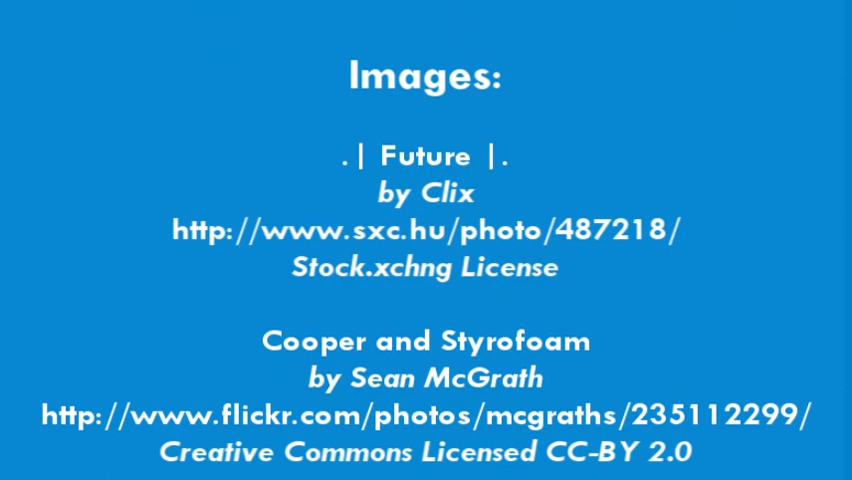 Images:
.| Future |.
by Clix
http://www.sxc.hu/photo/487218/
Stock.xchng License
Cooper and Styrofoam
by Sean McGrath
http://www.flickr.com/photos/mcgraths/235112299/
Creative Commons Licensed CC-BY 2.0